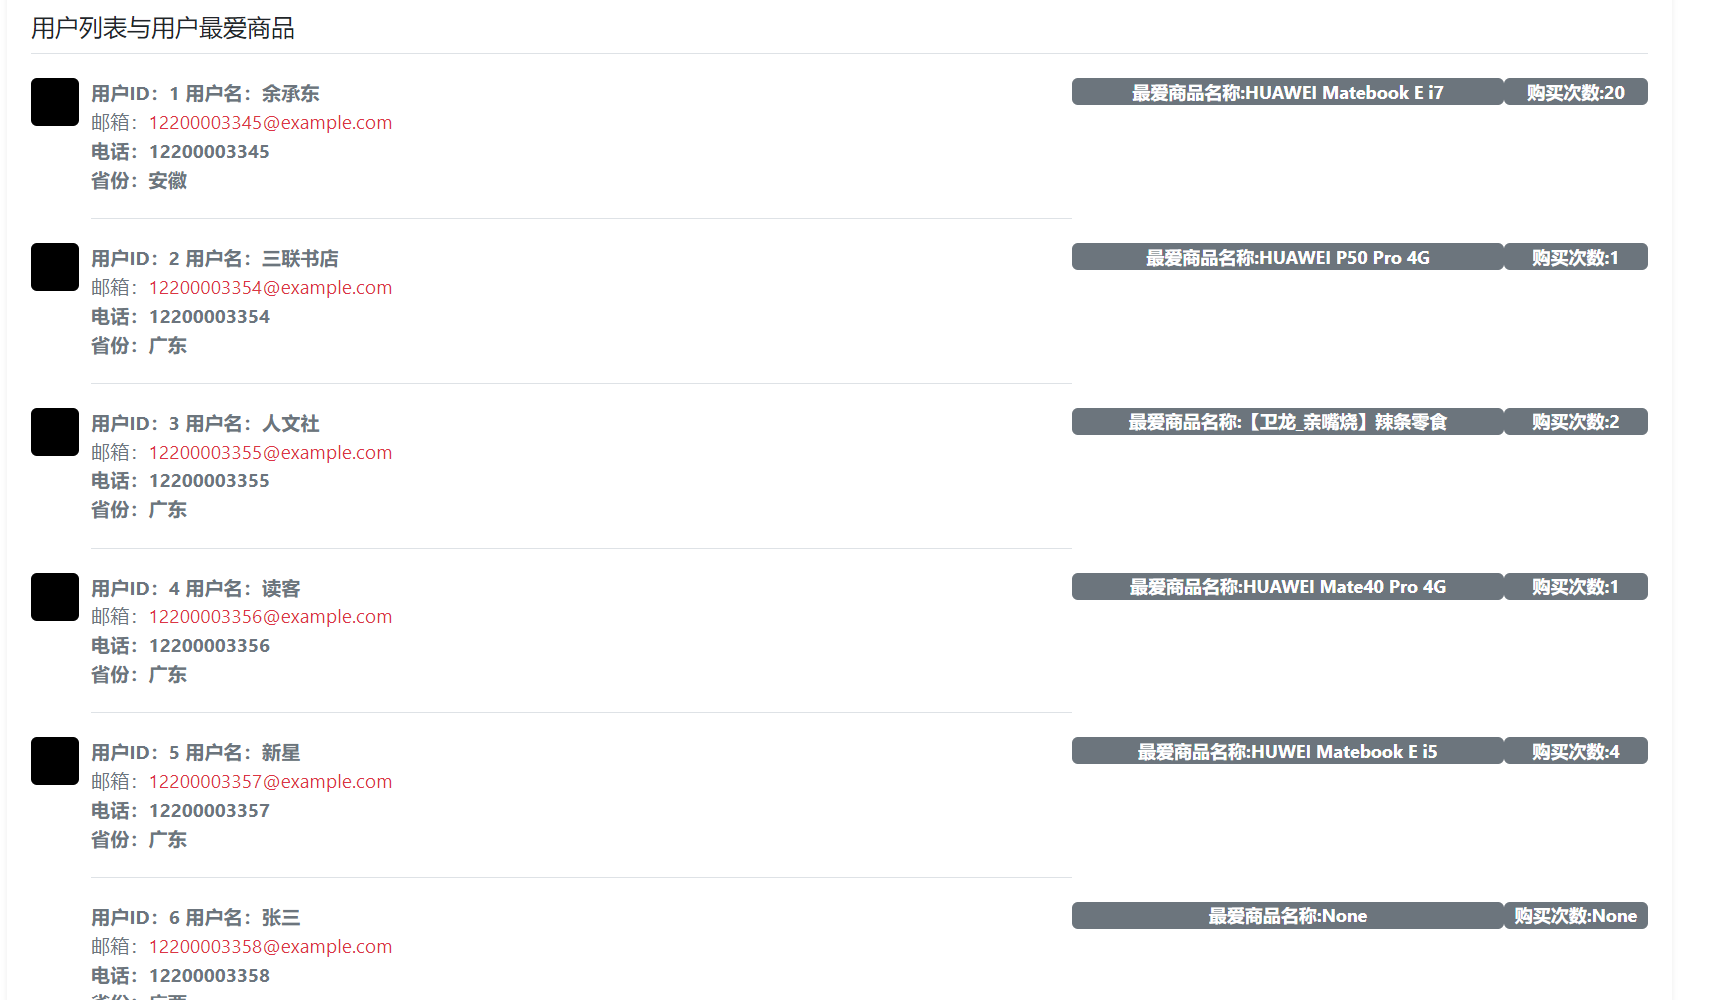 用户列表与用户最爱商品
用户ID：1 用户名：余承东
最爱商品名称:HUAWEI Matebook E i7
购买次数:20
邮箱：12200003345@example.com
电话：12200003345
省份：安徽
用户ID：2 用户名：三联书店
最爱商品名称:HUAWEI P50 Pro 4G
购买次数:1
邮箱：12200003354@example.com
电话：12200003354
省份：广东
用户ID：3 用户名：人文社
最爱商品名称:【卫龙_亲嘴烧】辣条零食
购买次数:2
邮箱：12200003355@example.com
电话：12200003355
省份：广东
用户ID：4 用户名：读客
最爱商品名称:HUAWEI Mate40 Pro 4G
购买次数:1
邮箱：12200003356@example.com
电话：12200003356
省份：广东
用户ID：5 用户名：新星
最爱商品名称:HUWEI Matebook E i5
购买次数:4
邮箱：12200003357@example.com
电话：12200003357
省份：广东
用户ID：6 用户名：张三
最爱商品名称:None
购买次数:None
邮箱：12200003358@example.com
电话：12200003358